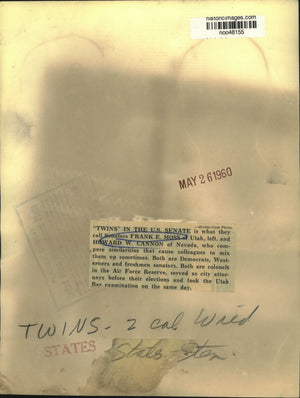 historicimages.com
noo48155
MAY 26 1960
"TWINS" IN THE U.S. SENATE is what they
call Senators FRANK E. MOSS of Utah, left, and
HOWARD W. CANNON of Nevada, who com-
pare similarities that cause colleagues to mix
them up sometimes. Both are Democrats, West-
erners and freshmen senators. Both are colonels
in the Air Force Reserve, served as city attor-
neys before their elections and took the Utah
Bar examination on the same day.
TWINS - 2 col
STATES